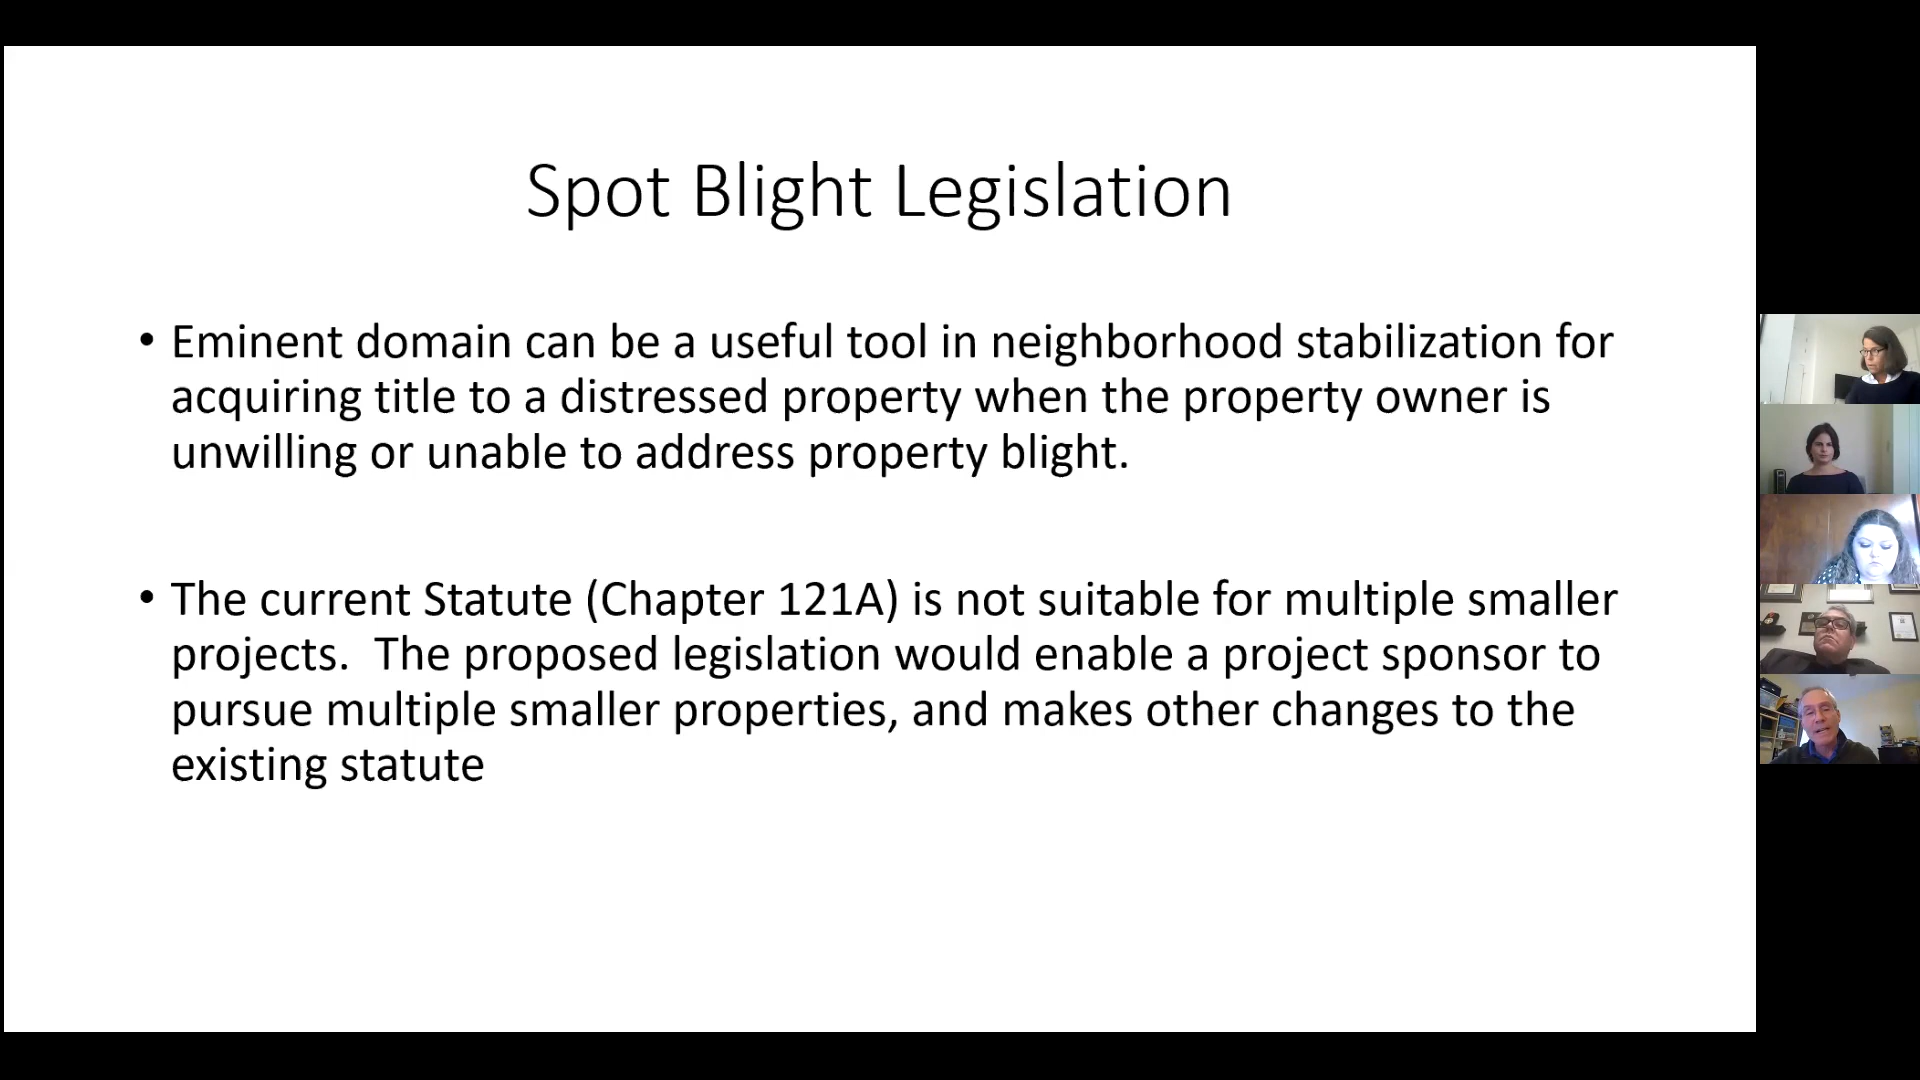 Spot Blight Legislation
• Eminent domain can be a useful tool in neighborhood stabilization for
acquiring title to a distressed property when the property owner is
unwilling or unable to address property blight.
• The current Statute (Chapter 121A) is not suitable for multiple smaller
projects.  The proposed legislation would enable a project sponsor to
pursue multiple smaller properties, and makes other changes to the
existing statute